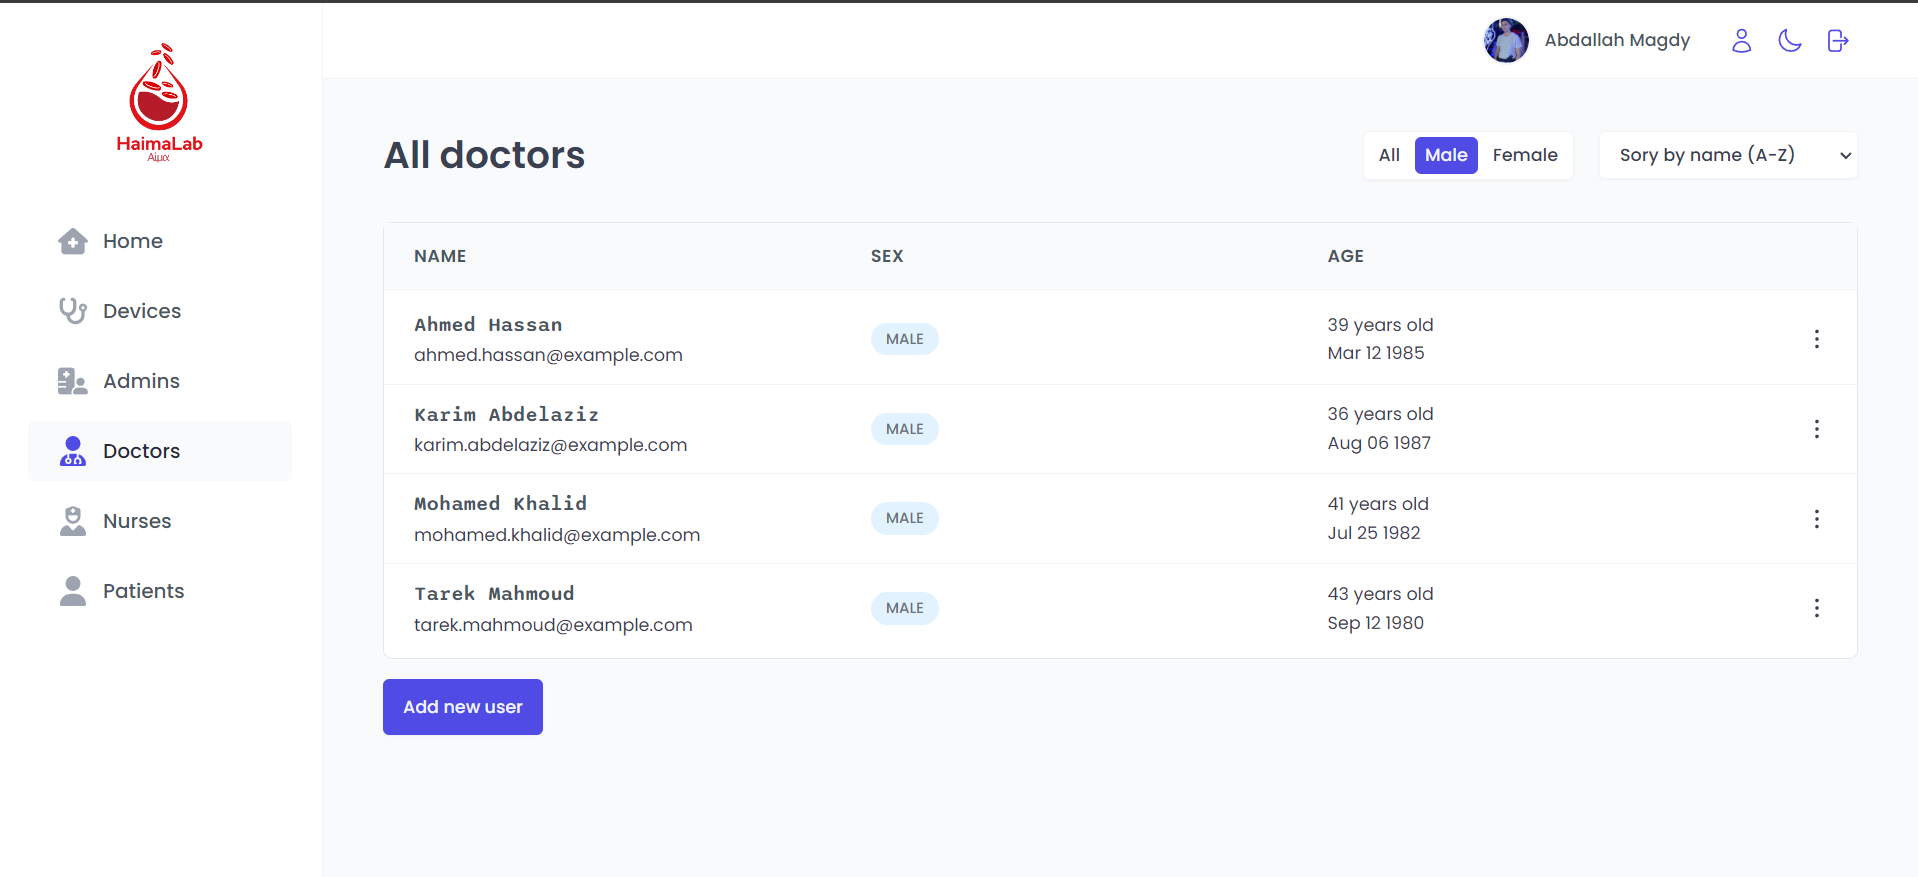 HaimaLab
Αίμα
Home
Devices
Admins
Doctors
Nurses
Patients
Abdallah Magdy
All doctors
All Male Female
Sory by name (A-Z)
NAME SEX AGE
Ahmed Hassan
ahmed.hassan@example.com
MALE
39 years old
Mar 12 1985
Karim Abdelaziz
karim.abdelaziz@example.com
MALE
36 years old
Aug 06 1987
Mohamed Khalid
mohamed.khalid@example.com
MALE
41 years old
Jul 25 1982
Tarek Mahmoud
tarek.mahmoud@example.com
MALE
43 years old
Sep 12 1980
Add new user